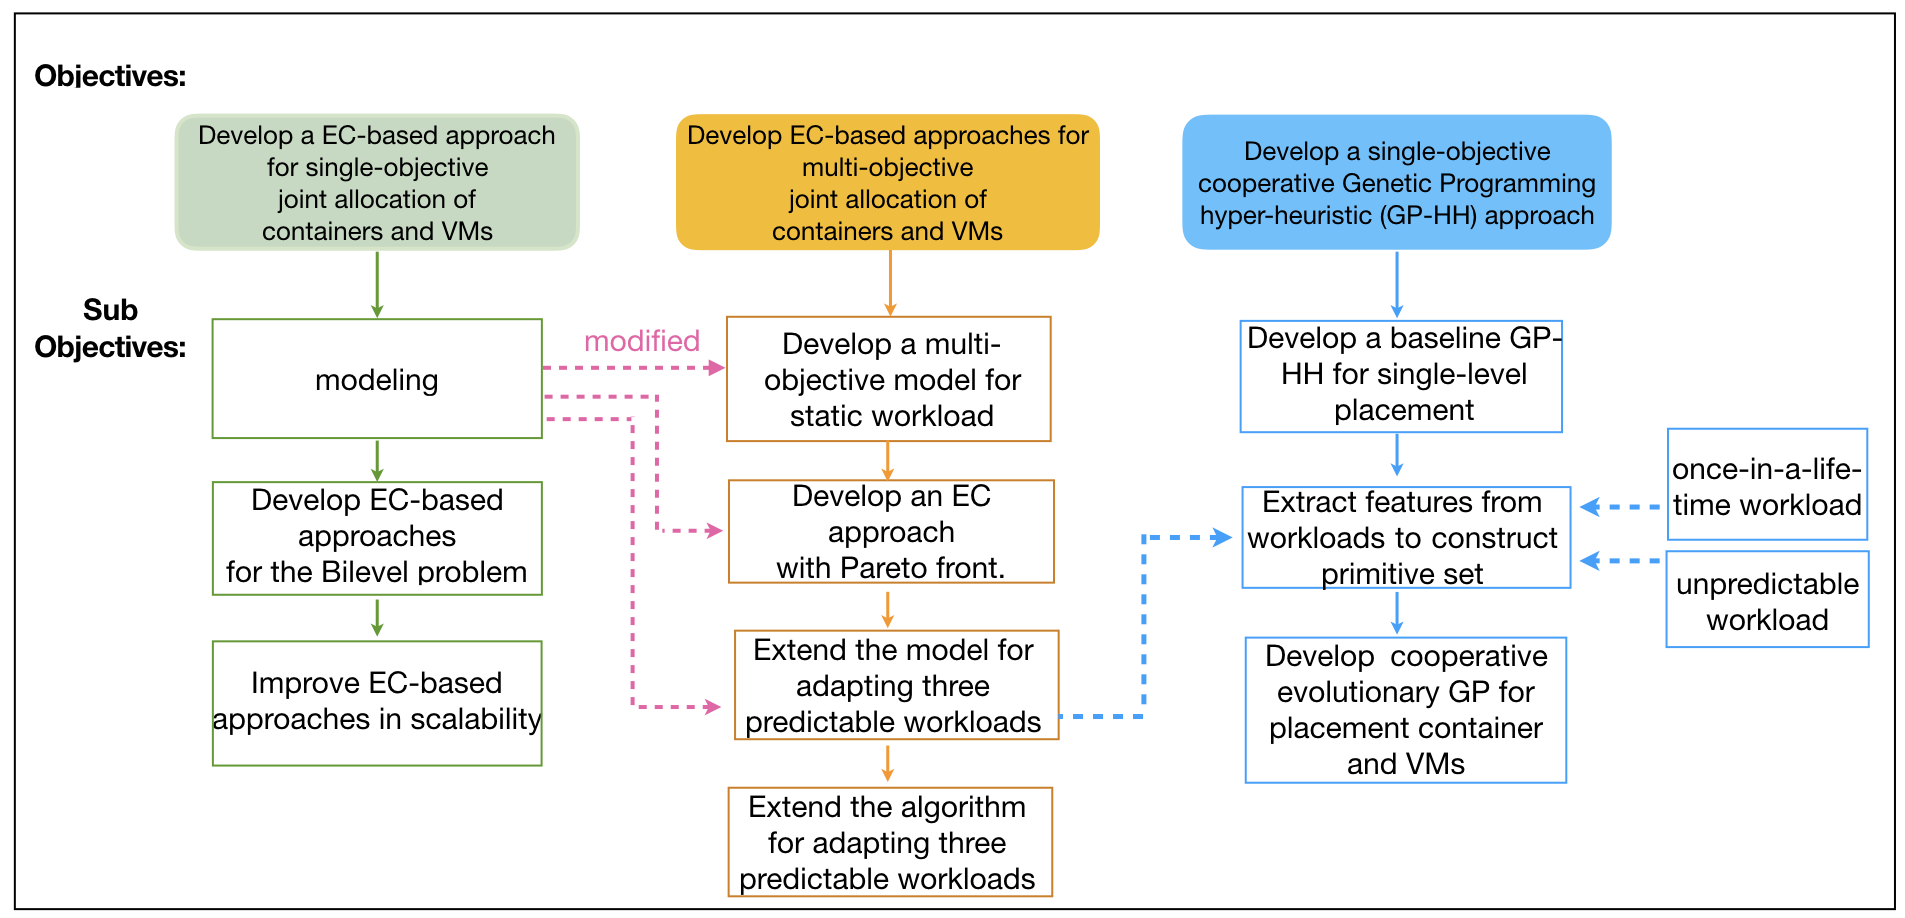 Objectives:
Develop a EC-based approach
for single-objective
joint allocation of
containers and VMs
Develop EC-based approaches for
multi-objective
joint allocation of
containers and VMs
Develop a single-objective
cooperative Genetic Programming
hyper-heuristic (GP-HH) approach
Sub
Objectives:
modeling
modified
Develop a multi-
objective model for
static workload
Develop a baseline GP-
HH for single-level
placement
Develop EC-based
approaches
for the Bilevel problem
Develop an EC
approach
with Pareto front.
Extract features from
workloads to construct
primitive set
once-in-a-life-
time workload
unpredictable
workload
Improve EC-based
approaches in scalability
Extend the model for
adapting three
predictable workloads
Develop cooperative
evolutionary GP for
placement container
and VMs
Extend the algorithm
for adapting three
predictable workloads